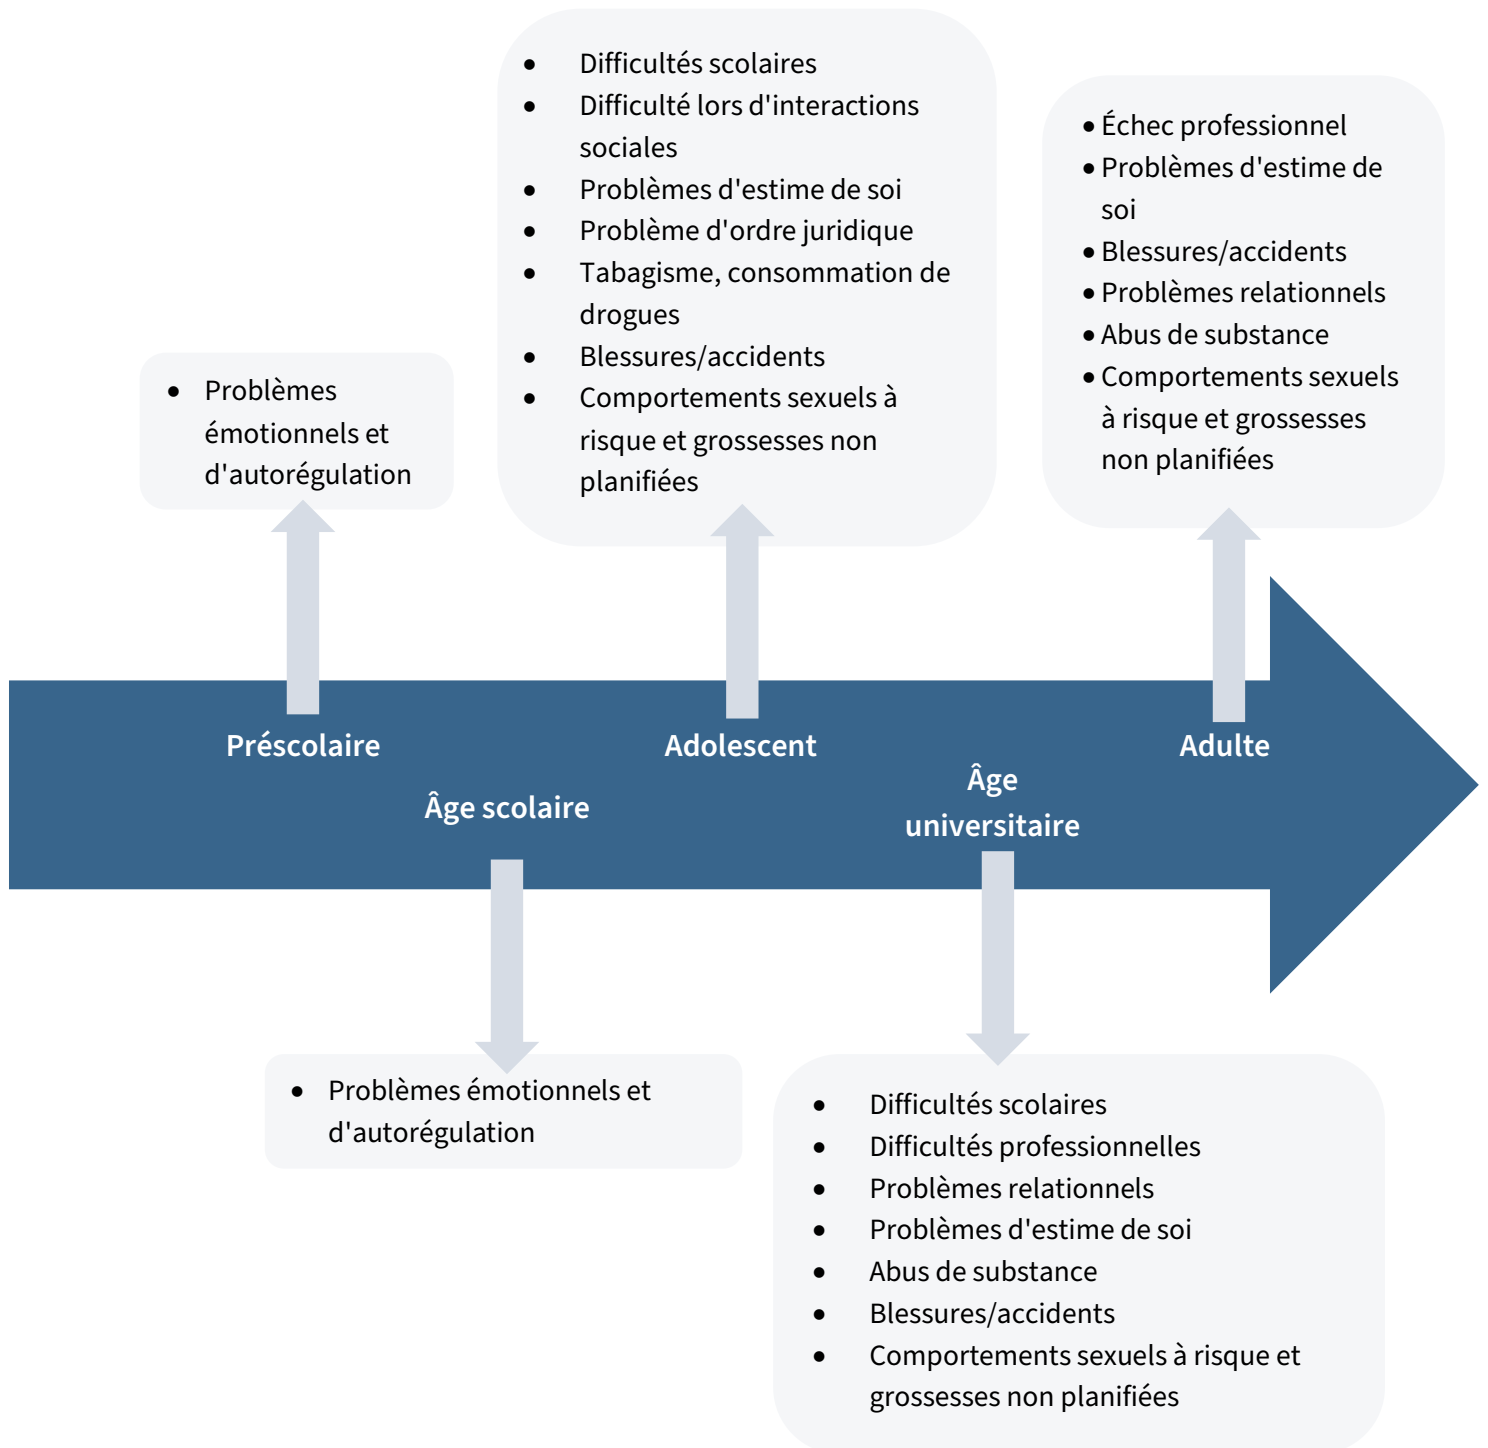 • Difficultés scolaires
• Difficulté lors d'interactions
sociales
• Problèmes d'estime de soi
• Problème d'ordre juridique
• Tabagisme, consommation de
drogues
• Blessures/accidents
• Comportements sexuels à
risque et grossesses non
planifiées
• Échec professionnel
• Problèmes d'estime de
soi
• Blessures/accidents
• Problèmes relationnels
• Abus de substance
• Comportements sexuels
à risque et grossesses
non planifiées
• Problèmes
émotionnels et
d'autorégulation
Préscolaire
Adolescent
Adulte
Âge scolaire
Âge
universitaire
• Problèmes émotionnels et
d'autorégulation
• Difficultés scolaires
• Difficultés professionnelles
• Problèmes relationnels
• Problèmes d'estime de soi
• Abus de substance
• Blessures/accidents
• Comportements sexuels à risque et
grossesses non planifiées